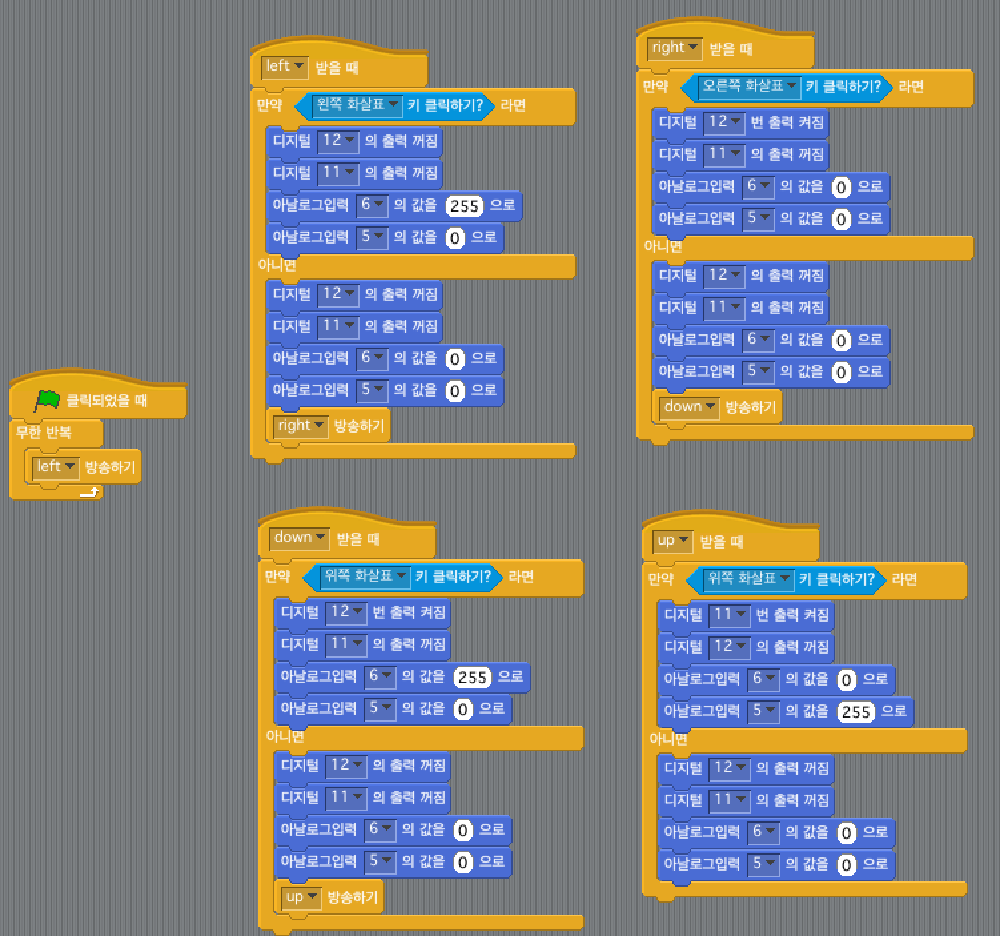 클릭되었을 때
무한 반복
left 방송하기
left 받을 때
만약 왼쪽 화살표 키 클릭하기? 라면
디지털 12 의 출력 꺼짐
디지털 11 의 출력 꺼짐
아날로그입력 6 의 값을 255 으로
아날로그입력 5 의 값을 0 으로
아니면
디지털 12 의 출력 꺼짐
디지털 11 의 출력 꺼짐
아날로그입력 6 의 값을 0 으로
아날로그입력 5 의 값을 0 으로
right 방송하기
right 받을 때
만약 오른쪽 화살표 키 클릭하기? 라면
디지털 12 번 출력 켜짐
디지털 11 의 출력 꺼짐
아날로그입력 6 의 값을 0 으로
아날로그입력 5 의 값을 0 으로
아니면
디지털 12 의 출력 꺼짐
디지털 11 의 출력 꺼짐
아날로그입력 6 의 값을 0 으로
아날로그입력 5 의 값을 0 으로
down 방송하기
down 받을 때
만약 위쪽 화살표 키 클릭하기? 라면
디지털 12 번 출력 켜짐
디지털 11 의 출력 꺼짐
아날로그입력 6 의 값을 255 으로
아날로그입력 5 의 값을 0 으로
아니면
디지털 12 의 출력 꺼짐
디지털 11 의 출력 꺼짐
아날로그입력 6 의 값을 0 으로
아날로그입력 5 의 값을 0 으로
up 방송하기
up 받을 때
만약 위쪽 화살표 키 클릭하기? 라면
디지털 11 번 출력 켜짐
디지털 12 의 출력 꺼짐
아날로그입력 6 의 값을 0 으로
아날로그입력 5 의 값을 255 으로
아니면
디지털 12 의 출력 꺼짐
디지털 11 의 출력 꺼짐
아날로그입력 6 의 값을 0 으로
아날로그입력 5 의 값을 0 으로